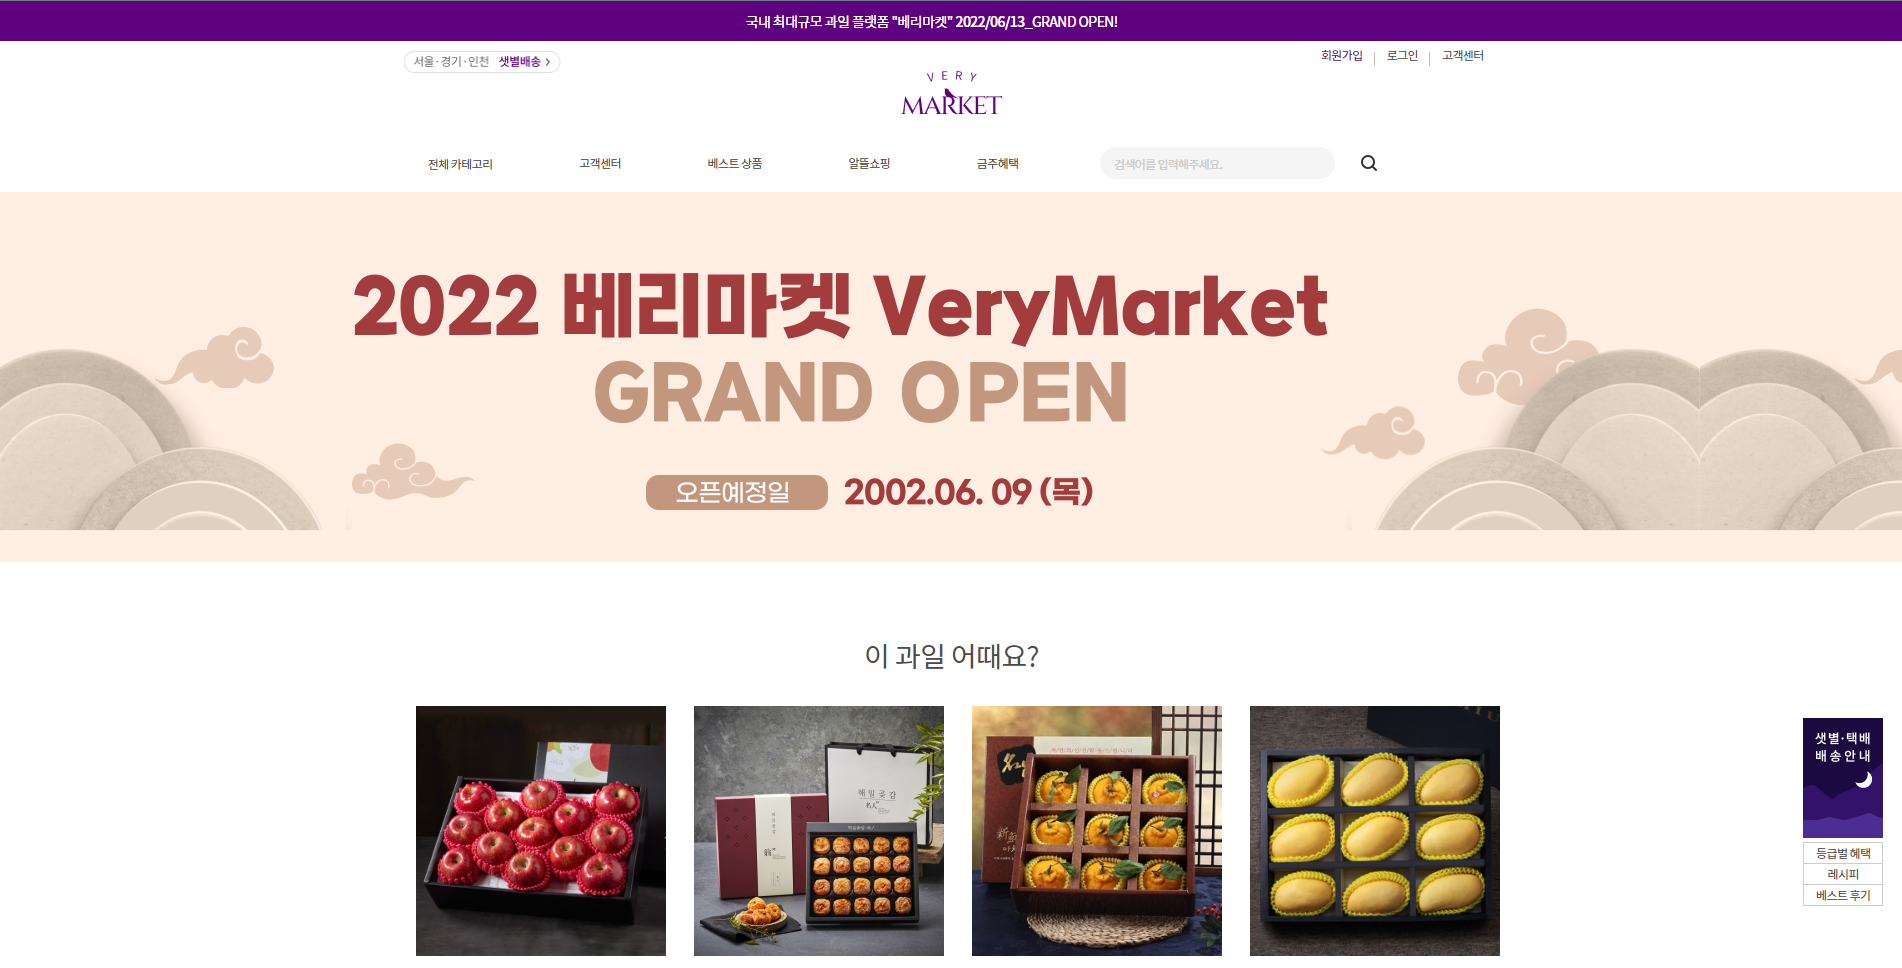 국내 최대규모 과일 플랫폼 "베리마켓" 2022/06/13_GRAND OPEN!
서울·경기·인천 샛별배송 >
회원가입 | 로그인 | 고객센터
VERY
MARKET
전체 카테고리 고객센터 베스트 상품 알뜰쇼핑 금주혜택 검색어를 입력해주세요.
2022 베리마켓 VeryMarket
GRAND OPEN
오픈예정일 2002.06. 09 (목)
이 과일 어때요?
해일곶감
샛별·택배
배송안내
등급벌 혜택
레시피
베스트 후기